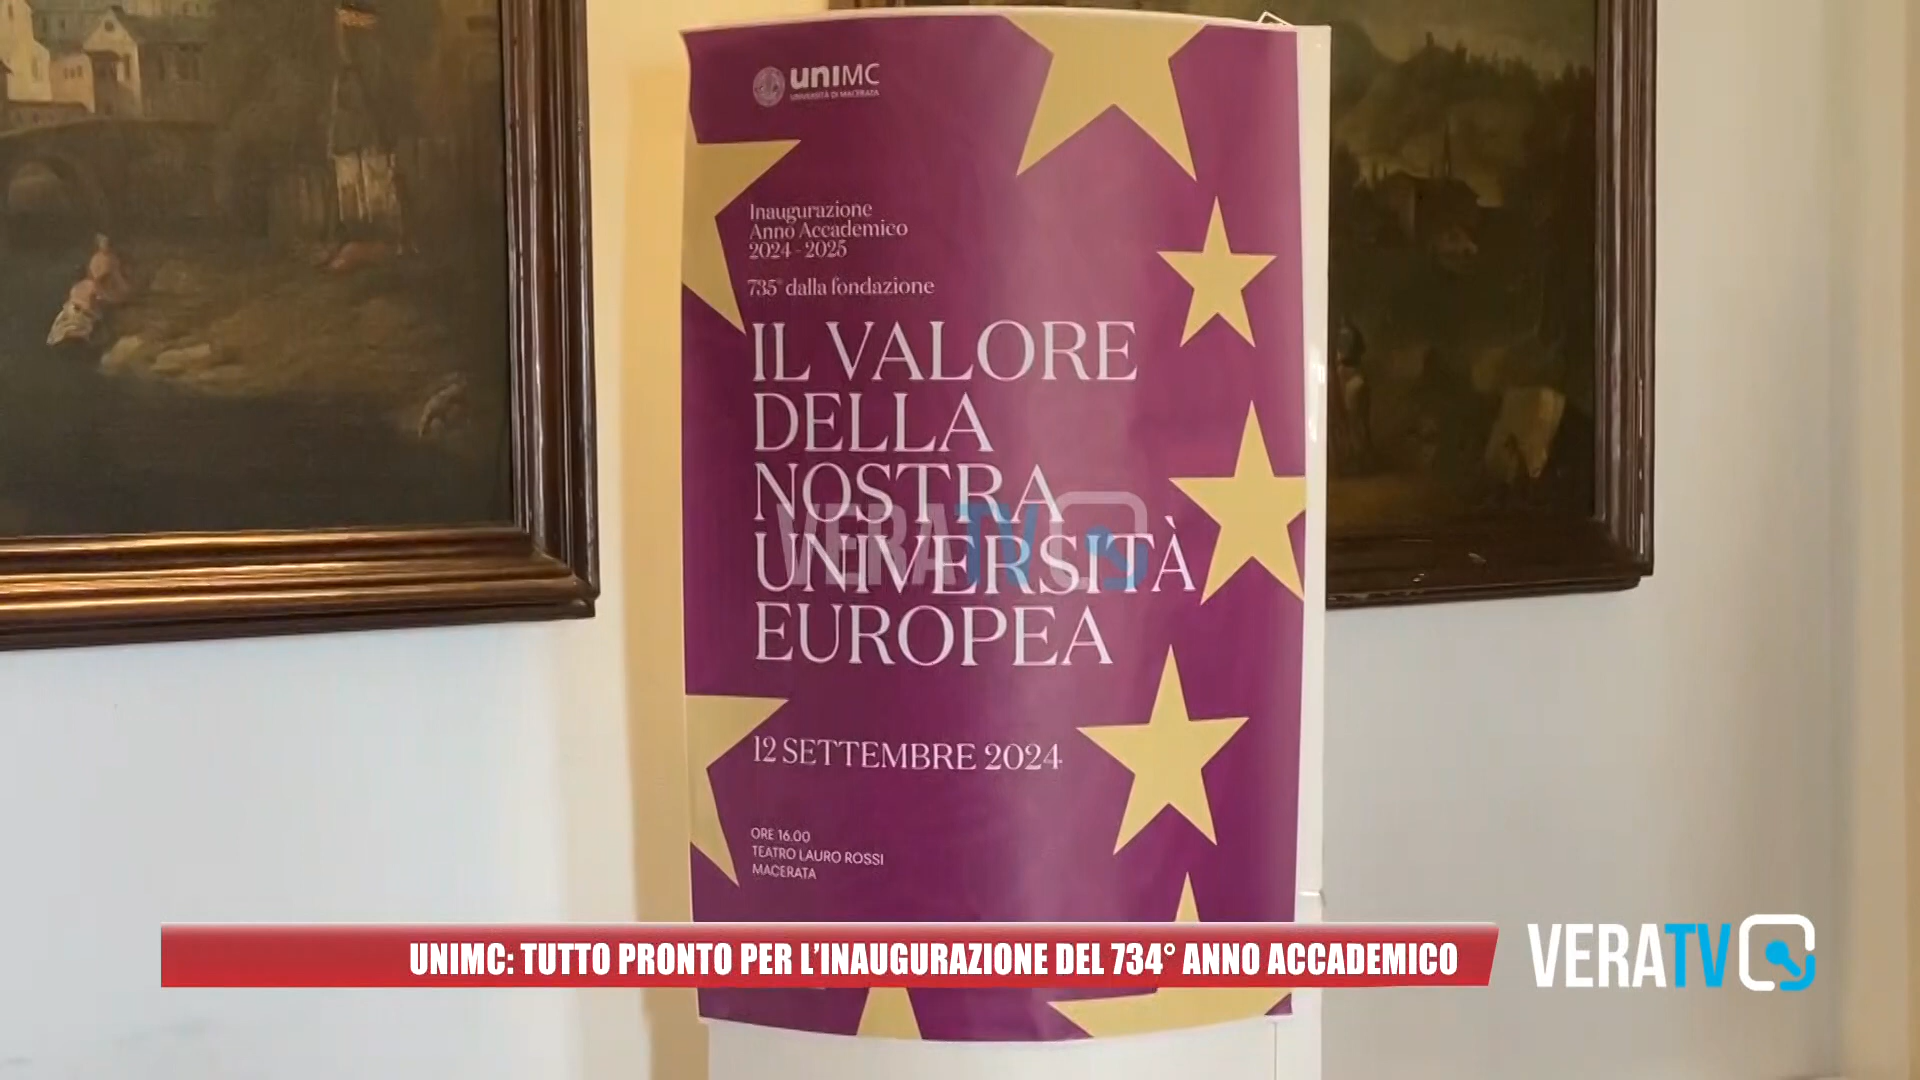 unIMC
UNIVERSITÀ DI MACERATA
Inaugurazione
Anno Accademico
2024 - 2025
735° dalla fondazione
IL VALORE
DELLA
NOSTRA
UNIVERSITÀ
EUROPEA
VERATV
12 SETTEMBRE 2024
ORE 16.00
TEATRO LAURO ROSSI
MACERATA
UNIMC: TUTTO PRONTO PER L'INAUGURAZIONE DEL 734° ANNO ACCADEMICO
VERATV